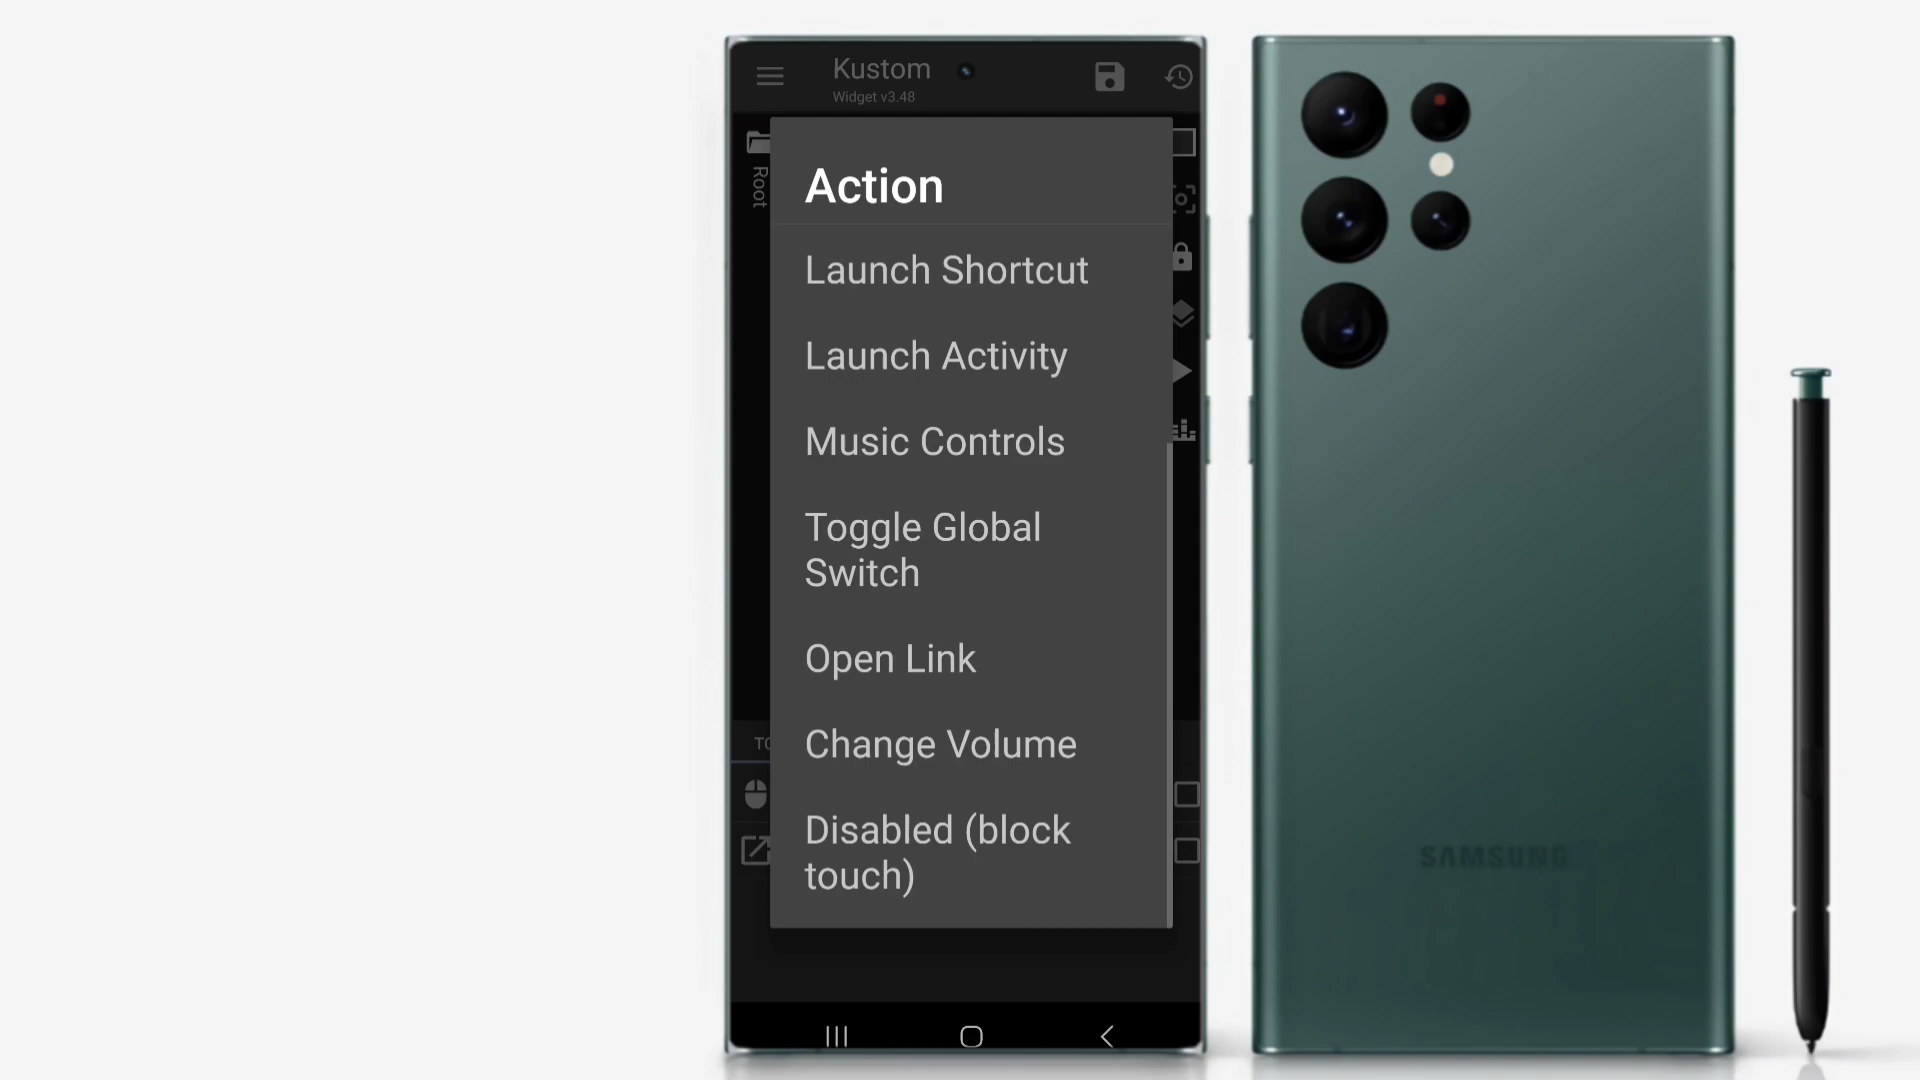 Kustom
Widget v3.48
Root
Action
Launch Shortcut
Launch Activity
Music Controls
Toggle Global
Switch
Open Link
Change Volume
Disabled (block
touch)
SAMSUNG